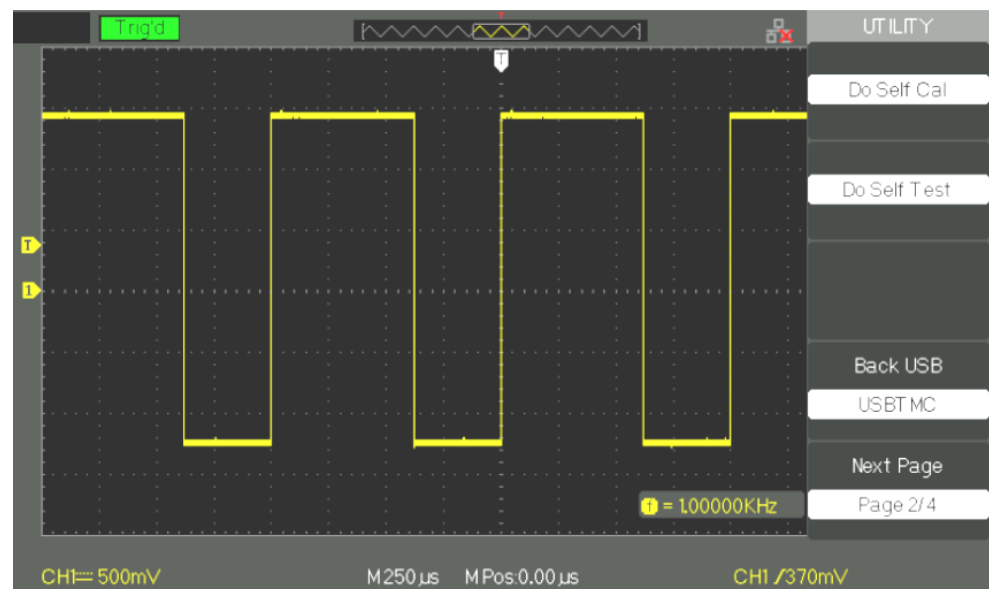 Trig'd
UTILITY
T
Do Self Cal
Do Self Test
T
1
Back USB
USBTMC
Next Page
f = 1.00000KHz
Page 2/4
CH1 500mV
M 250µs M Pos:0.00µs
CH1 /370mV